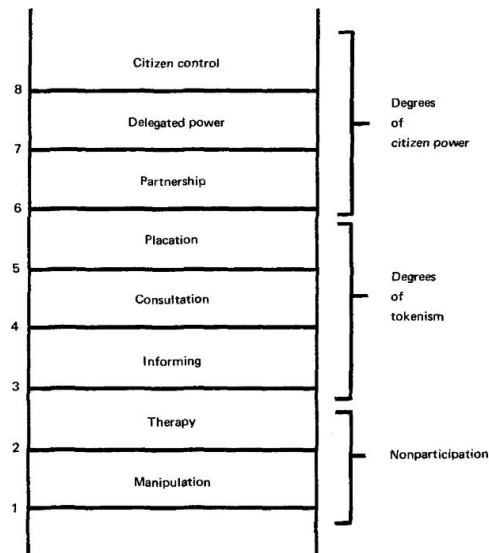 Citizen control
8
Delegated power
7
Partnership
6
Placation
5
Consultation
4
Informing
3
Therapy
2
Manipulation
1
Degrees
of
citizen power
Degrees
of
tokenism
Nonparticipation